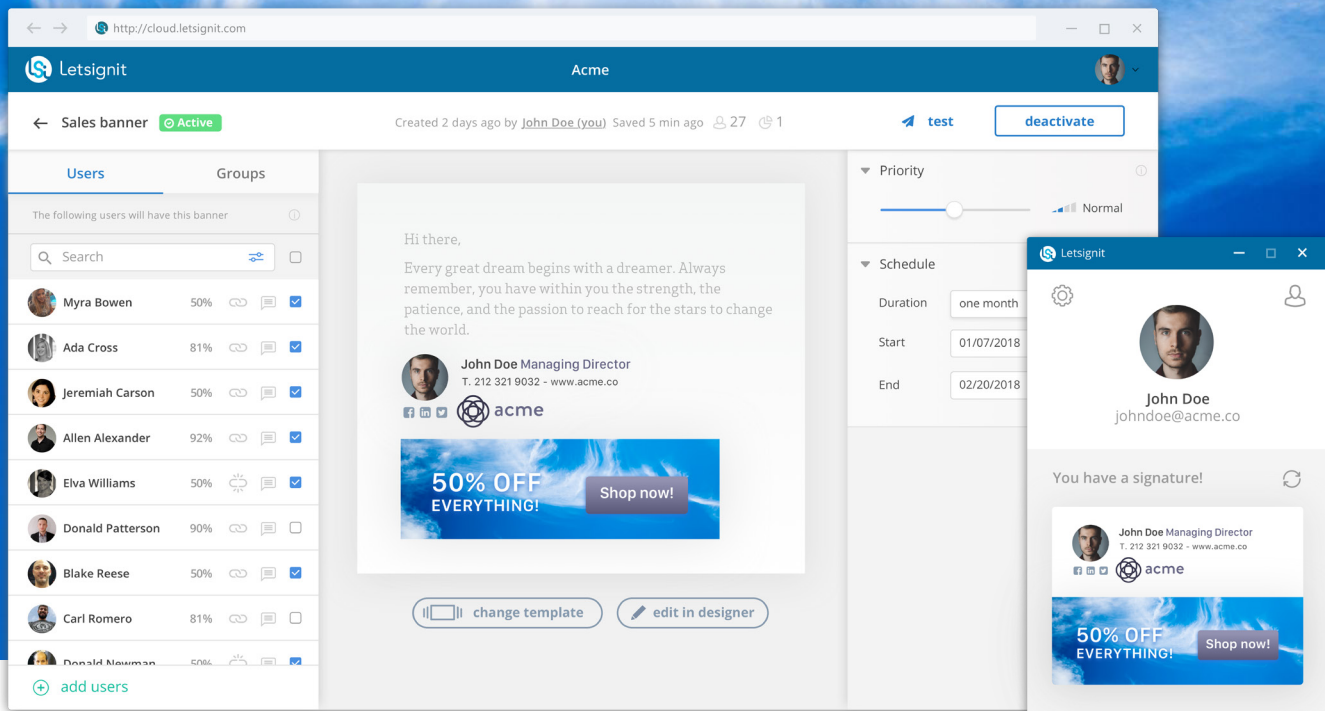 http://cloud.letsignit.com
Letsignit
Acme
Sales banner
Active
Created 2 days ago by John Doe (you) Saved 5 min ago 27 1
test
deactivate
Users
Groups
The following users will have this banner
Search
Myra Bowen 50%
Ada Cross 81%
Jeremiah Carson 50%
Allen Alexander 92%
Elva Williams 50%
Donald Patterson 90%
Blake Reese 50%
Carl Romero 81%
Donald Newman 50%
add users
Hi there,
Every great dream begins with a dreamer. Always
remember, you have within you the strength, the
patience, and the passion to reach for the stars to change
the world.
John Doe Managing Director
T. 212 321 9032 - www.acme.co
acme
50% OFF
EVERYTHING!
Shop now!
change template
edit in designer
Priority
Normal
Schedule
Duration one month
Start 01/07/2018
End 02/20/2018
Letsignit
John Doe
johndoe@acme.co
You have a signature!
John Doe Managing Director
T. 212 321 9032 - www.acme.co
acme
50% OFF
EVERYTHING!
Shop now!